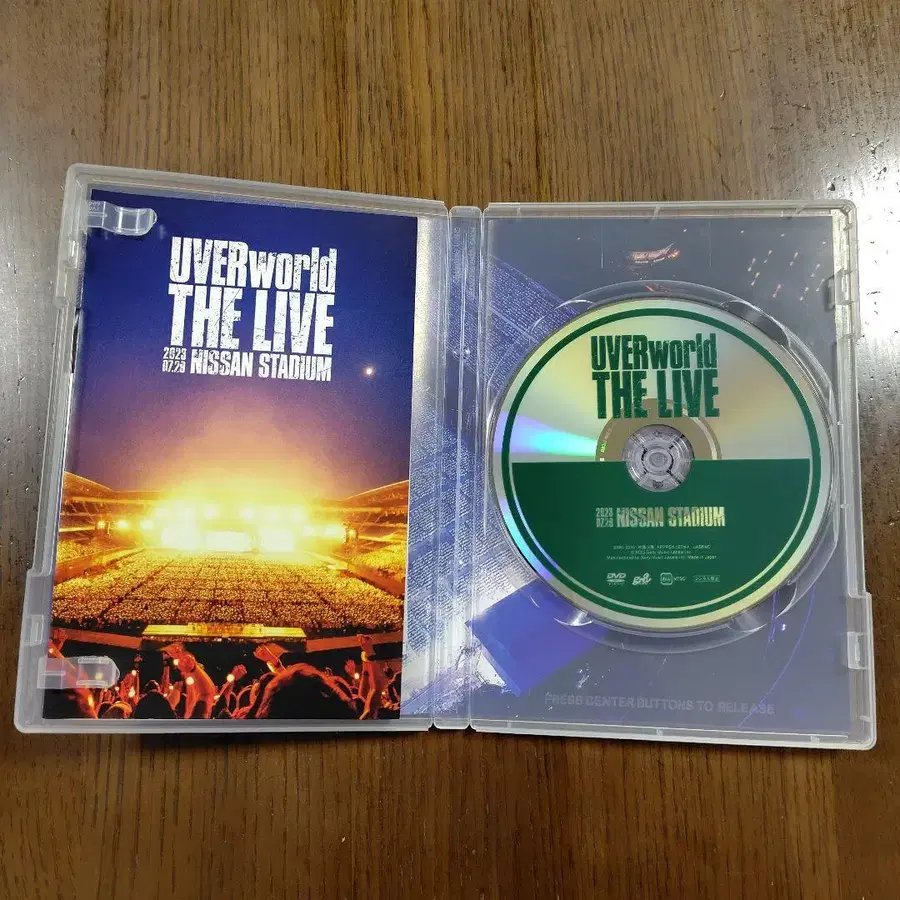 UVERworld
THE LIVE
2023
07.29 NISSAN STADIUM
UVERworld
THE LIVE
2023
07.29 NISSAN STADIUM
DVD
NTSC
PRESS CENTER BUTTONS TO RELEASE